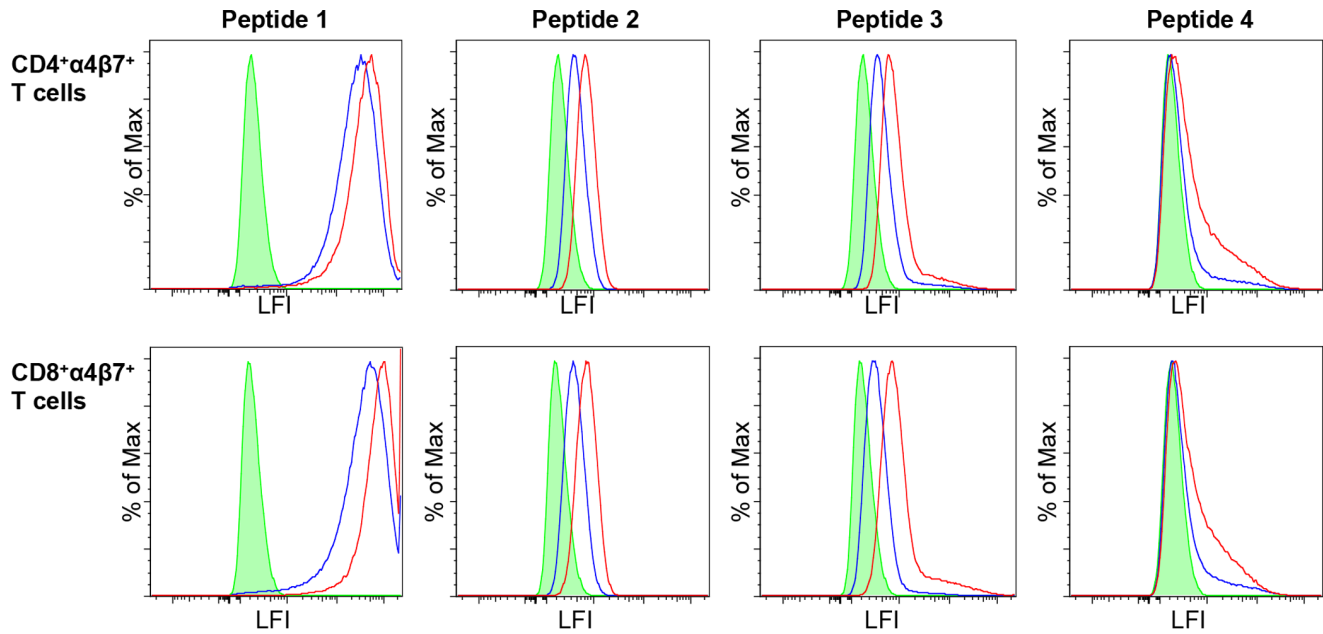 Peptide 1
Peptide 2
Peptide 3
Peptide 4
CD4⁺α4β7⁺
T cells
% of Max
% of Max
% of Max
% of Max
LFI
LFI
LFI
LFI
CD8⁺α4β7⁺
T cells
% of Max
% of Max
% of Max
% of Max
LFI
LFI
LFI
LFI